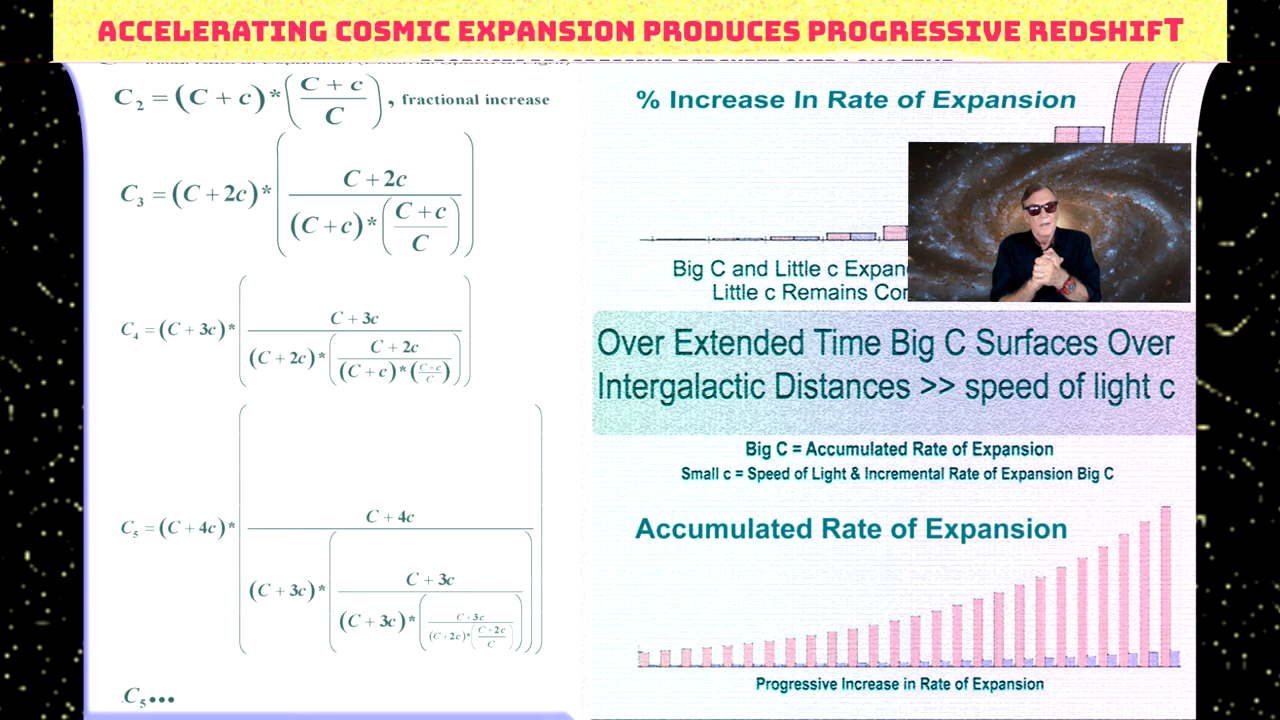 ACCELERATING COSMIC EXPANSION PRODUCES PROGRESSIVE REDSHIFT
C₂ = (C + c) * ((C + c) / C) , fractional increase
C₃ = (C + 2c) * ((C + 2c) / ((C + c) * ((C + c) / C)))
C₄ = (C + 3c) * ((C + 3c) / ((C + 2c) * ((C + 2c) / ((C + c) * ((C + c) / C)))))
C₅ = (C + 4c) * ((C + 4c) / ((C + 3c) * ((C + 3c) / ((C + 3c) * ((C + 3c) / ((C + 2c) * ((C + 2c) / C)))))))
C₅ •••
% Increase In Rate of Expansion
Big C and Little c
Little c Remains
Over Extended Time Big C Surfaces Over
Intergalactic Distances >> speed of light c
Big C = Accumulated Rate of Expansion
Small c = Speed of Light & Incremental Rate of Expansion Big C
Accumulated Rate of Expansion
Progressive Increase in Rate of Expansion